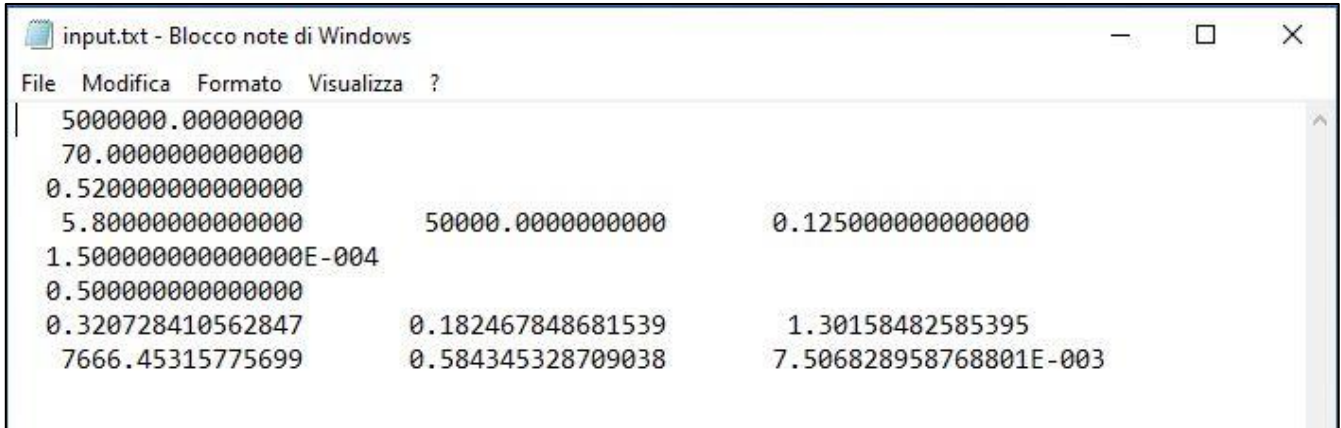 input.txt - Blocco note di Windows
File Modifica Formato Visualizza ?
5000000.00000000
70.0000000000000
0.520000000000000
5.80000000000000 50000.0000000000 0.125000000000000
1.500000000000000E-004
0.500000000000000
0.320728410562847 0.182467848681539 1.30158482585395
7666.45315775699 0.584345328709038 7.506828958768801E-003